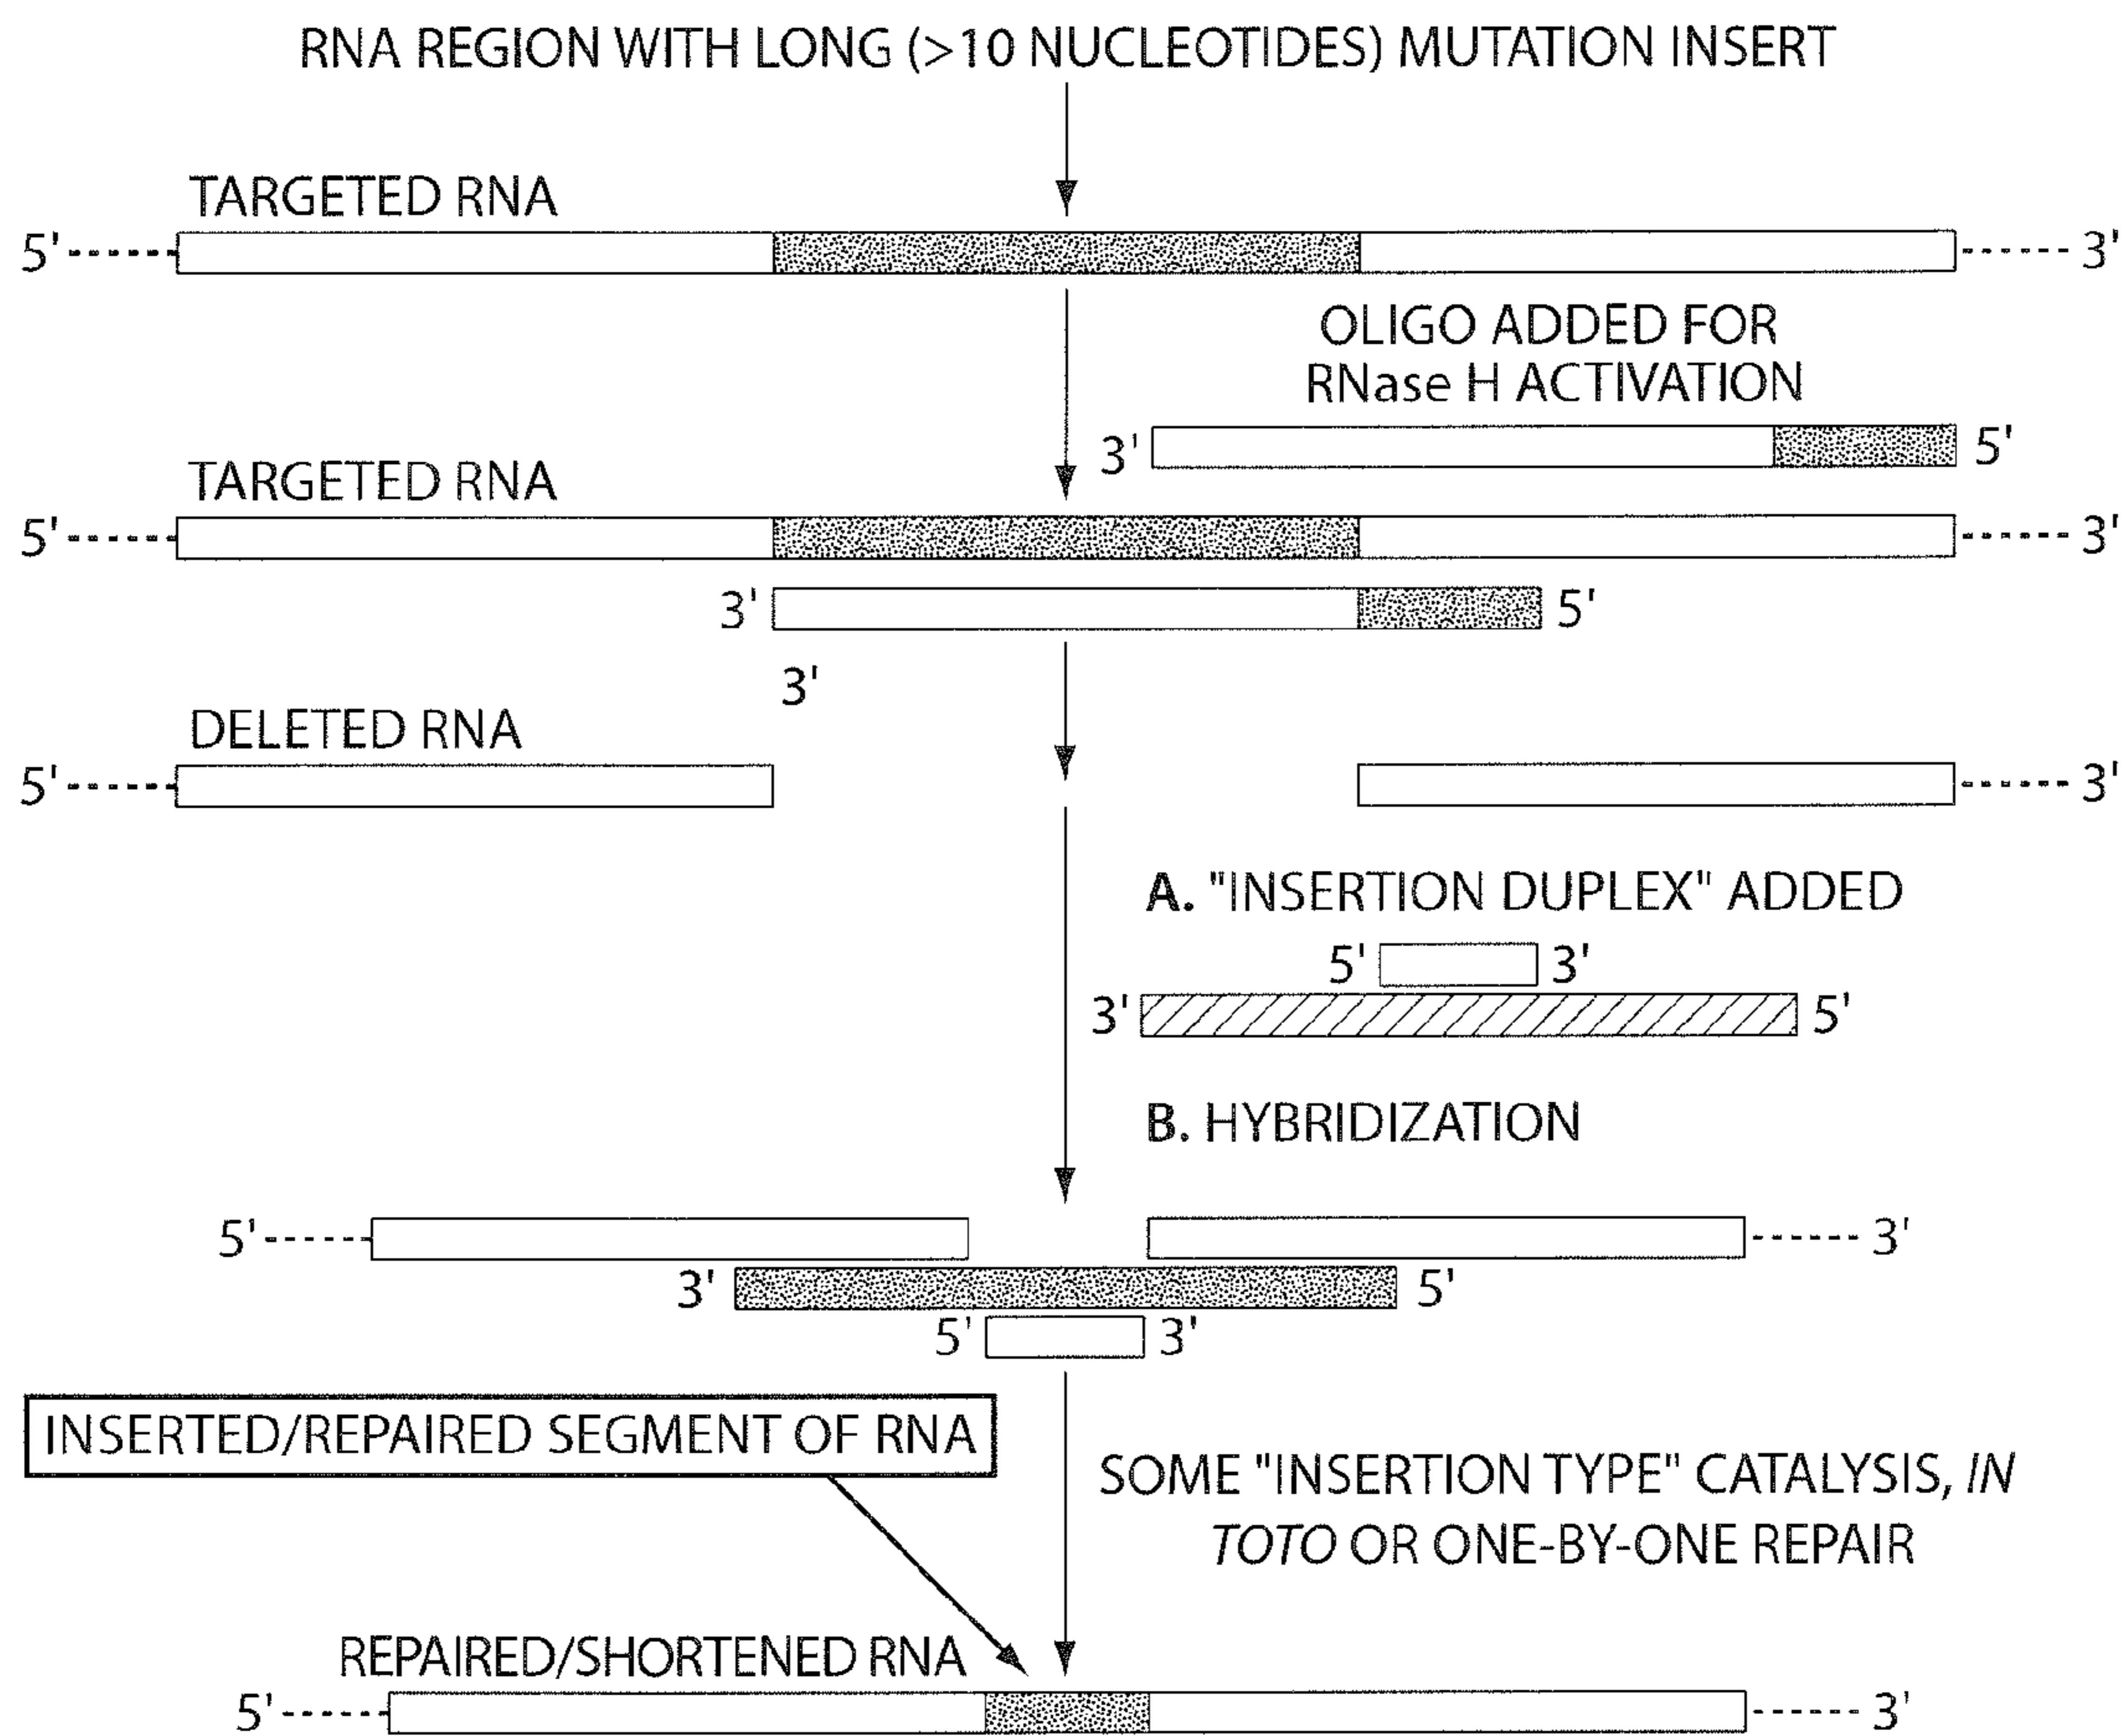 RNA REGION WITH LONG (>10 NUCLEOTIDES) MUTATION INSERT
TARGETED RNA
5' 3'
OLIGO ADDED FOR
RNase H ACTIVATION
3' 5'
TARGETED RNA
5' 3'
3' 5'
3'
DELETED RNA
5' 3'
A. "INSERTION DUPLEX" ADDED
5' 3'
3' 5'
B. HYBRIDIZATION
5' 3'
3' 5'
5' 3'
INSERTED/REPAIRED SEGMENT OF RNA
SOME "INSERTION TYPE" CATALYSIS, IN
TOTO OR ONE-BY-ONE REPAIR
REPAIRED/SHORTENED RNA
5' 3'